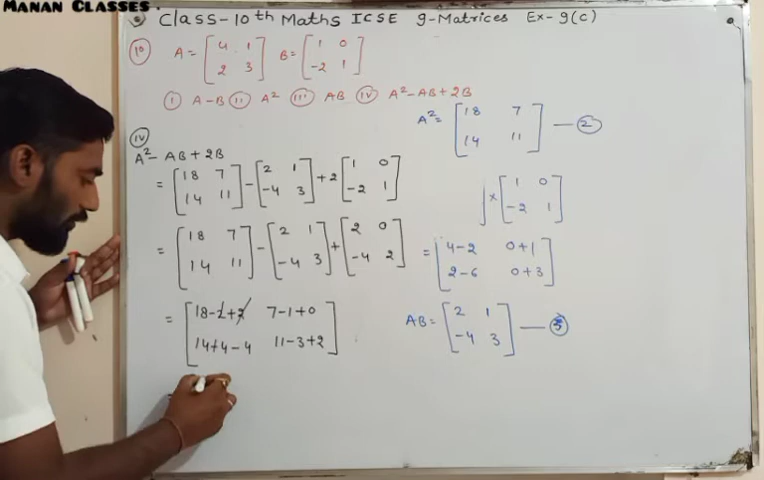 MANAN CLASSES
Class-10th Maths ICSE 9-Matrices Ex-9(c)
10 A = [4 1 B = [1 0
2 3] -2 1]
i A-B ii A² iii AB iv A²-AB+2B
A² = [18 7
14 11] — 2
iv
A²- AB + 2B
= [18 7 - [2 1 + 2 [1 0
14 11] -4 3] -2 1]
] × [1 0
-2 1]
= [18 7 - [2 1 + [2 0
14 11] -4 3] -4 2]
= [4-2 0+1
2-6 0+3]
= [18-2+2 7-1+0
14+4-4 11-3+2]
AB = [2 1
-4 3] — 3